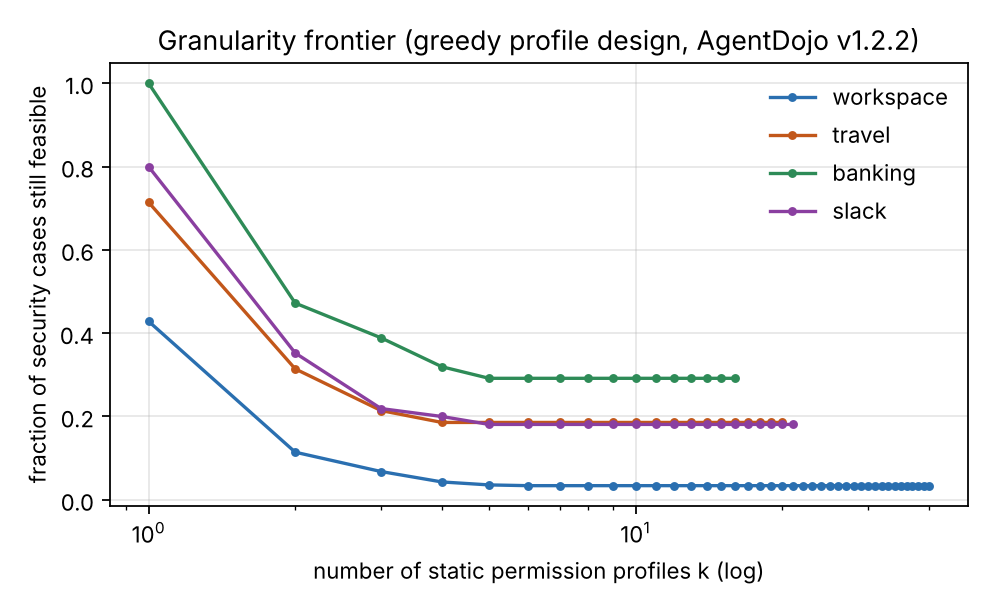 Granularity frontier (greedy profile design, AgentDojo v1.2.2)
fraction of security cases still feasible
1.0
0.8
0.6
0.4
0.2
0.0
workspace
travel
banking
slack
10⁰
10¹
number of static permission profiles k (log)